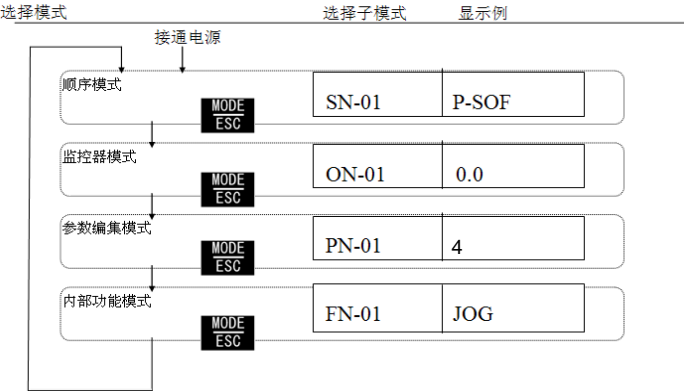 选择模式 选择子模式 显示例
接通电源
顺序模式
MODE
ESC
SN-01 P-SOF
监控器模式
MODE
ESC
ON-01 0.0
参数编集模式
MODE
ESC
PN-01 4
内部功能模式
MODE
ESC
FN-01 JOG